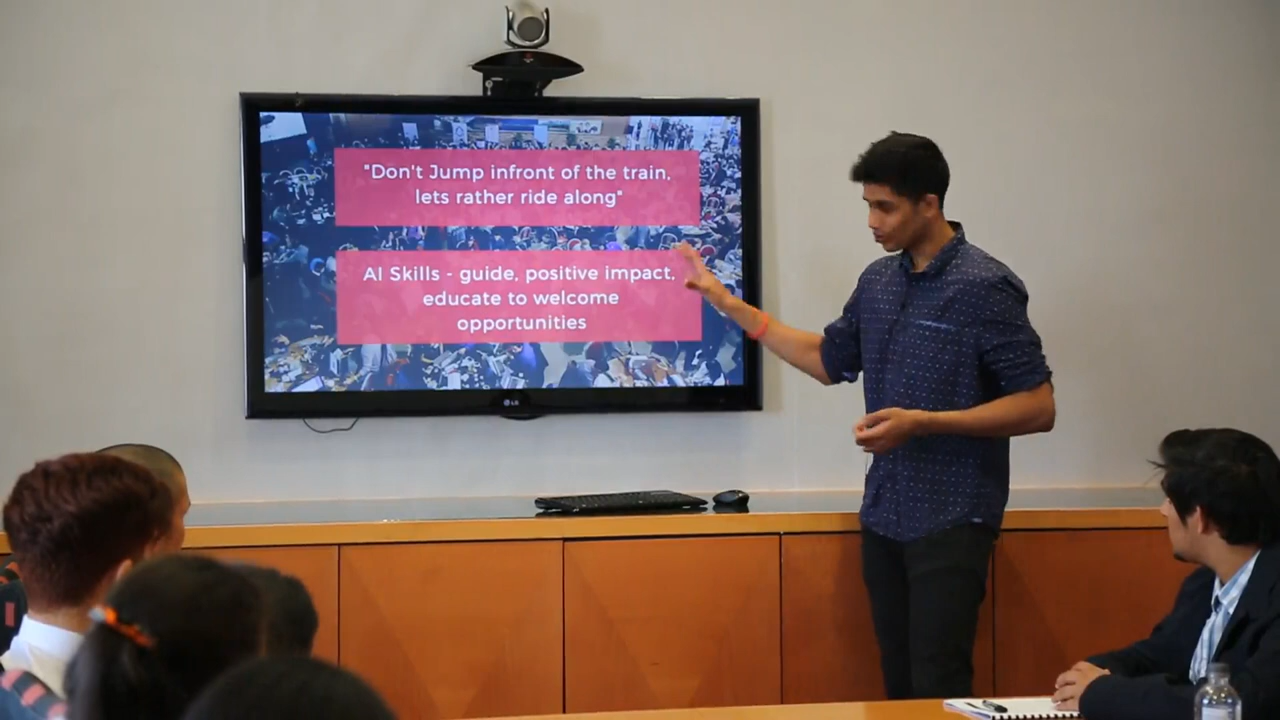 "Don't Jump infront of the train,
lets rather ride along"
AI Skills - guide, positive impact,
educate to welcome
opportunities
LG